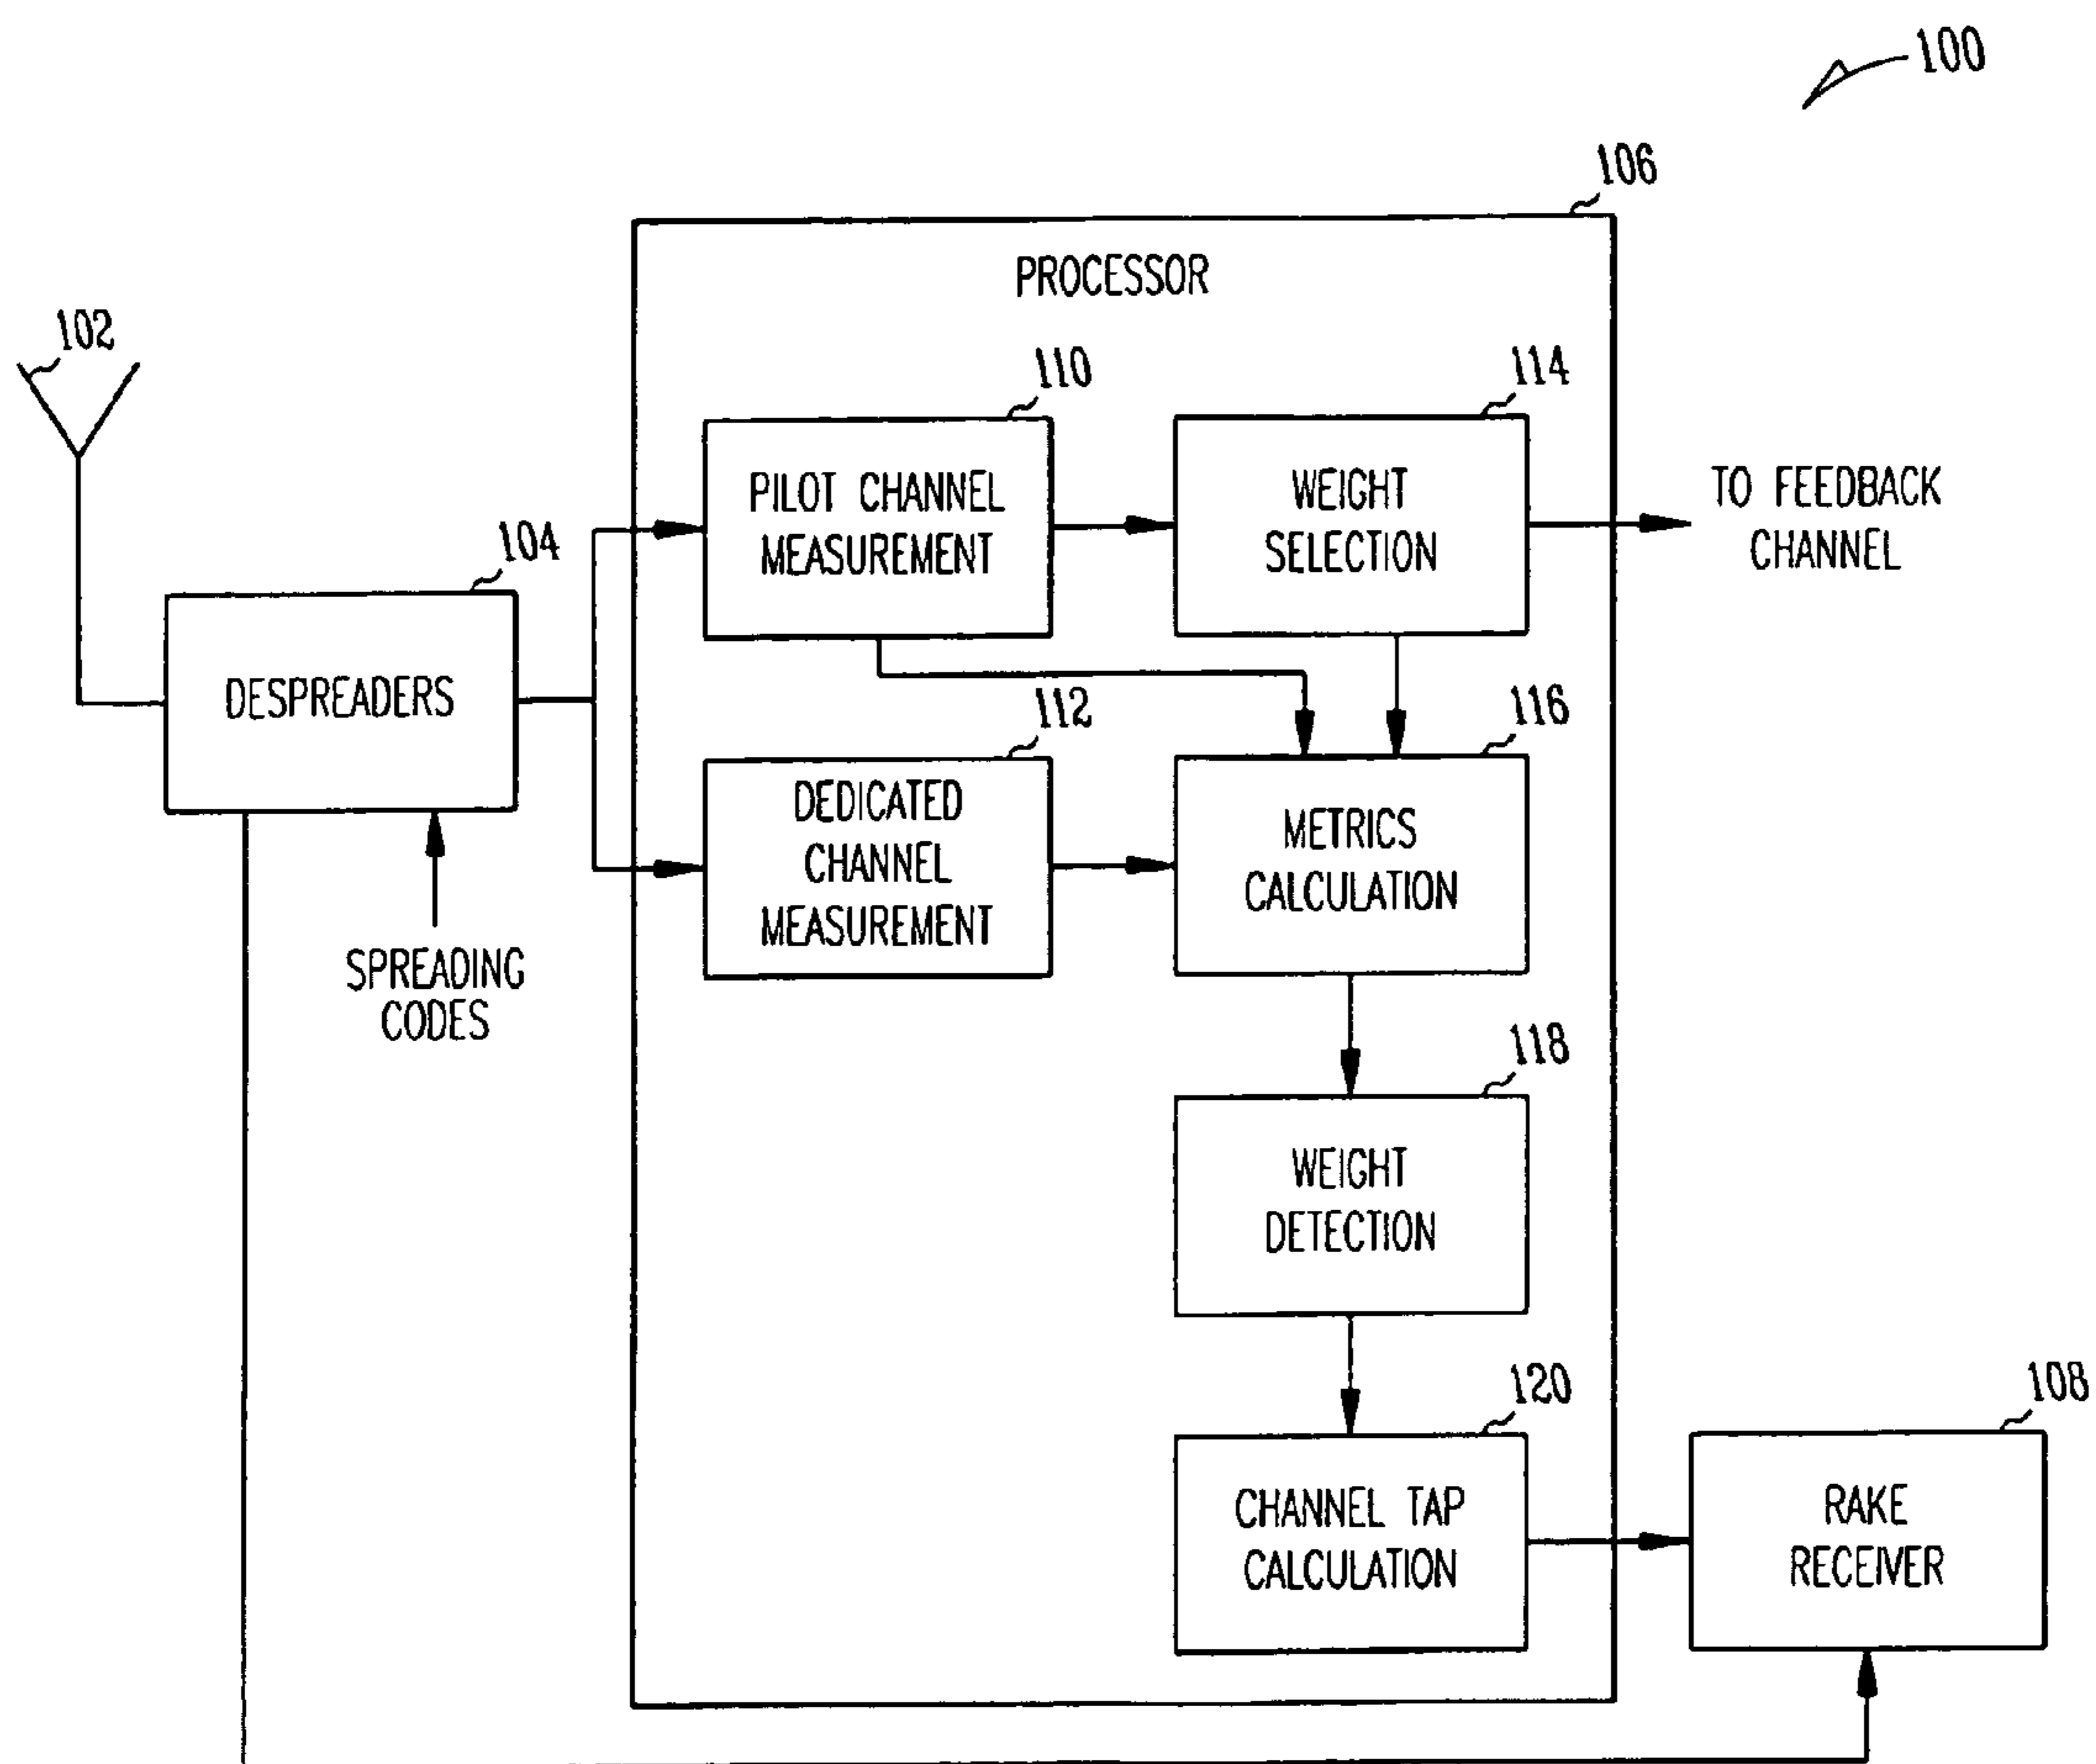 100
106
PROCESSOR
102
110
114
PILOT CHANNEL
MEASUREMENT
WEIGHT
SELECTION
TO FEEDBACK
CHANNEL
104
DESPREADERS
112
116
DEDICATED
CHANNEL
MEASUREMENT
METRICS
CALCULATION
SPREADING
CODES
118
WEIGHT
DETECTION
120
108
CHANNEL TAP
CALCULATION
RAKE
RECEIVER